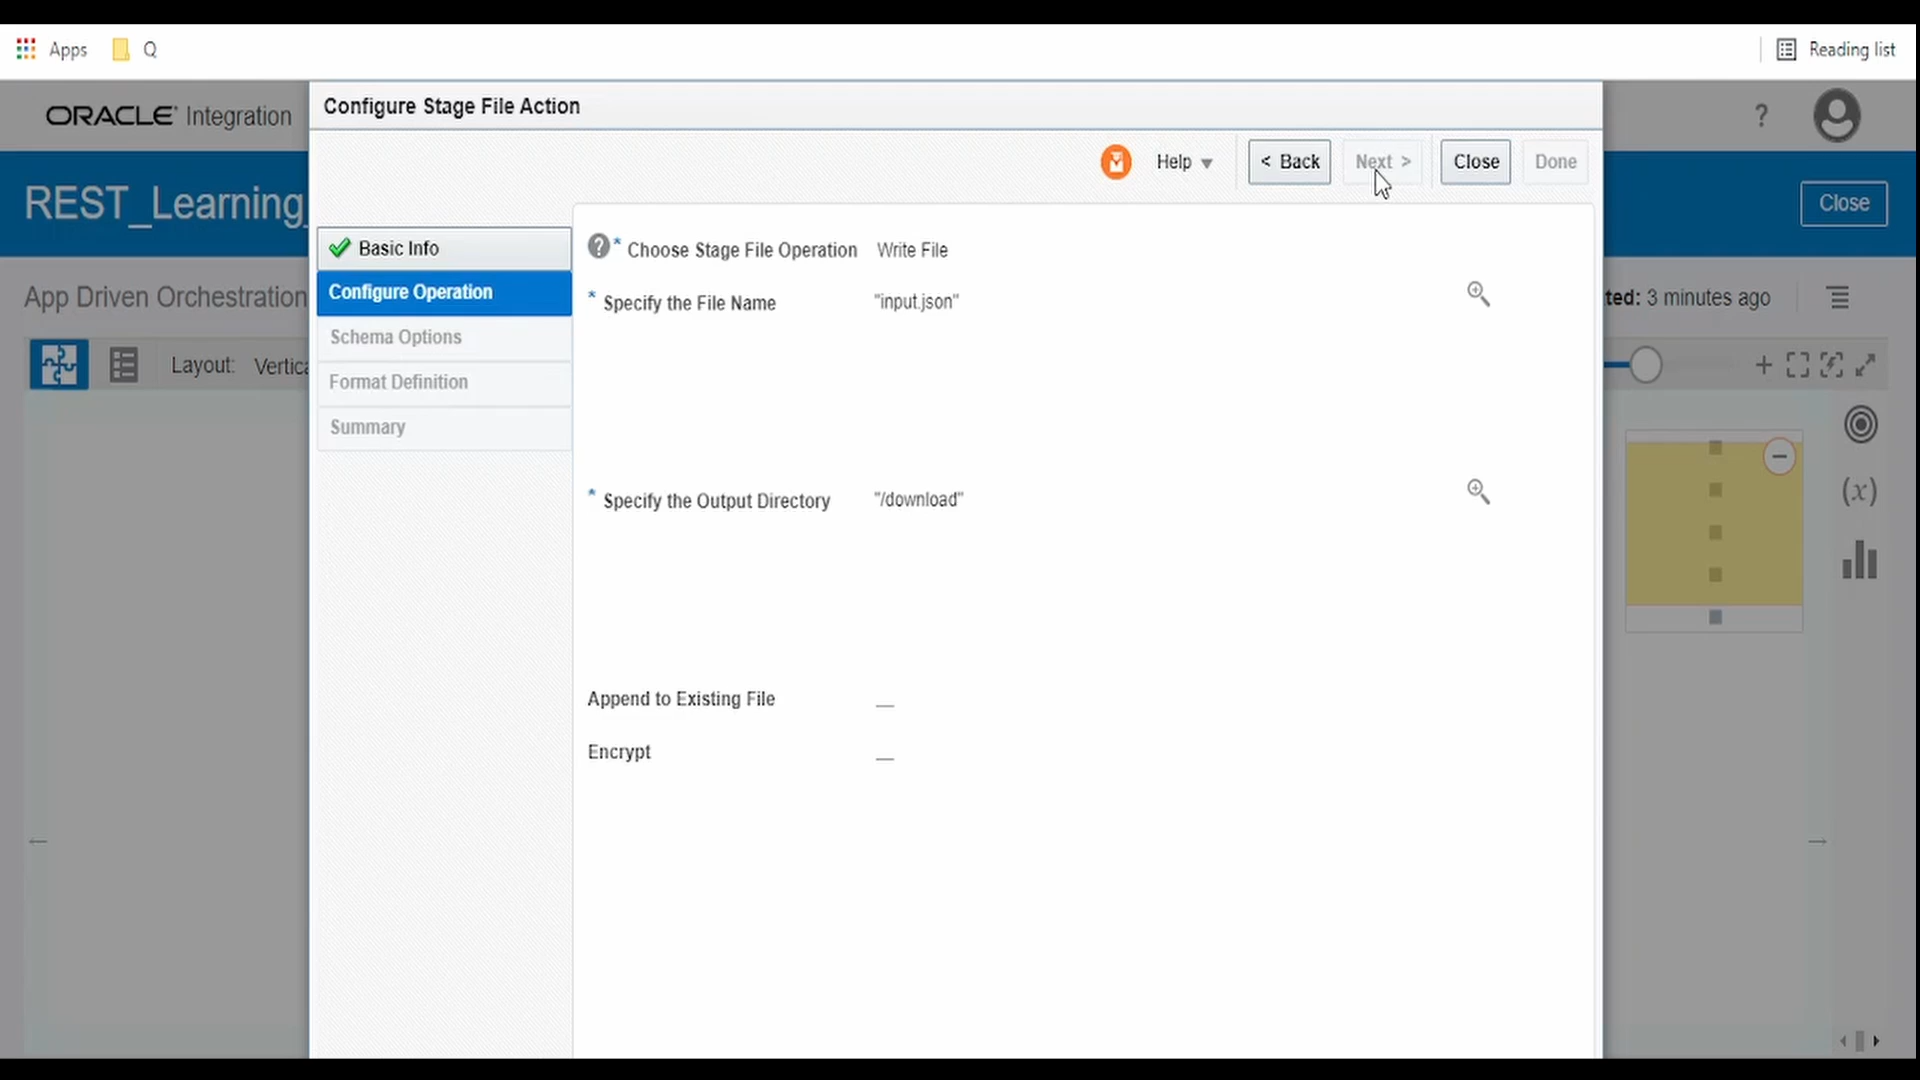 Apps Q Reading list
ORACLE Integration
Configure Stage File Action
?
Help < Back Next > Close Done
REST_Learning_
Close
Basic Info
? * Choose Stage File Operation Write File
Configure Operation
* Specify the File Name "input.json"
App Driven Orchestration
ted: 3 minutes ago
Schema Options
Layout: Vertica
Format Definition
Summary
* Specify the Output Directory "/download"
(x)
Append to Existing File
Encrypt